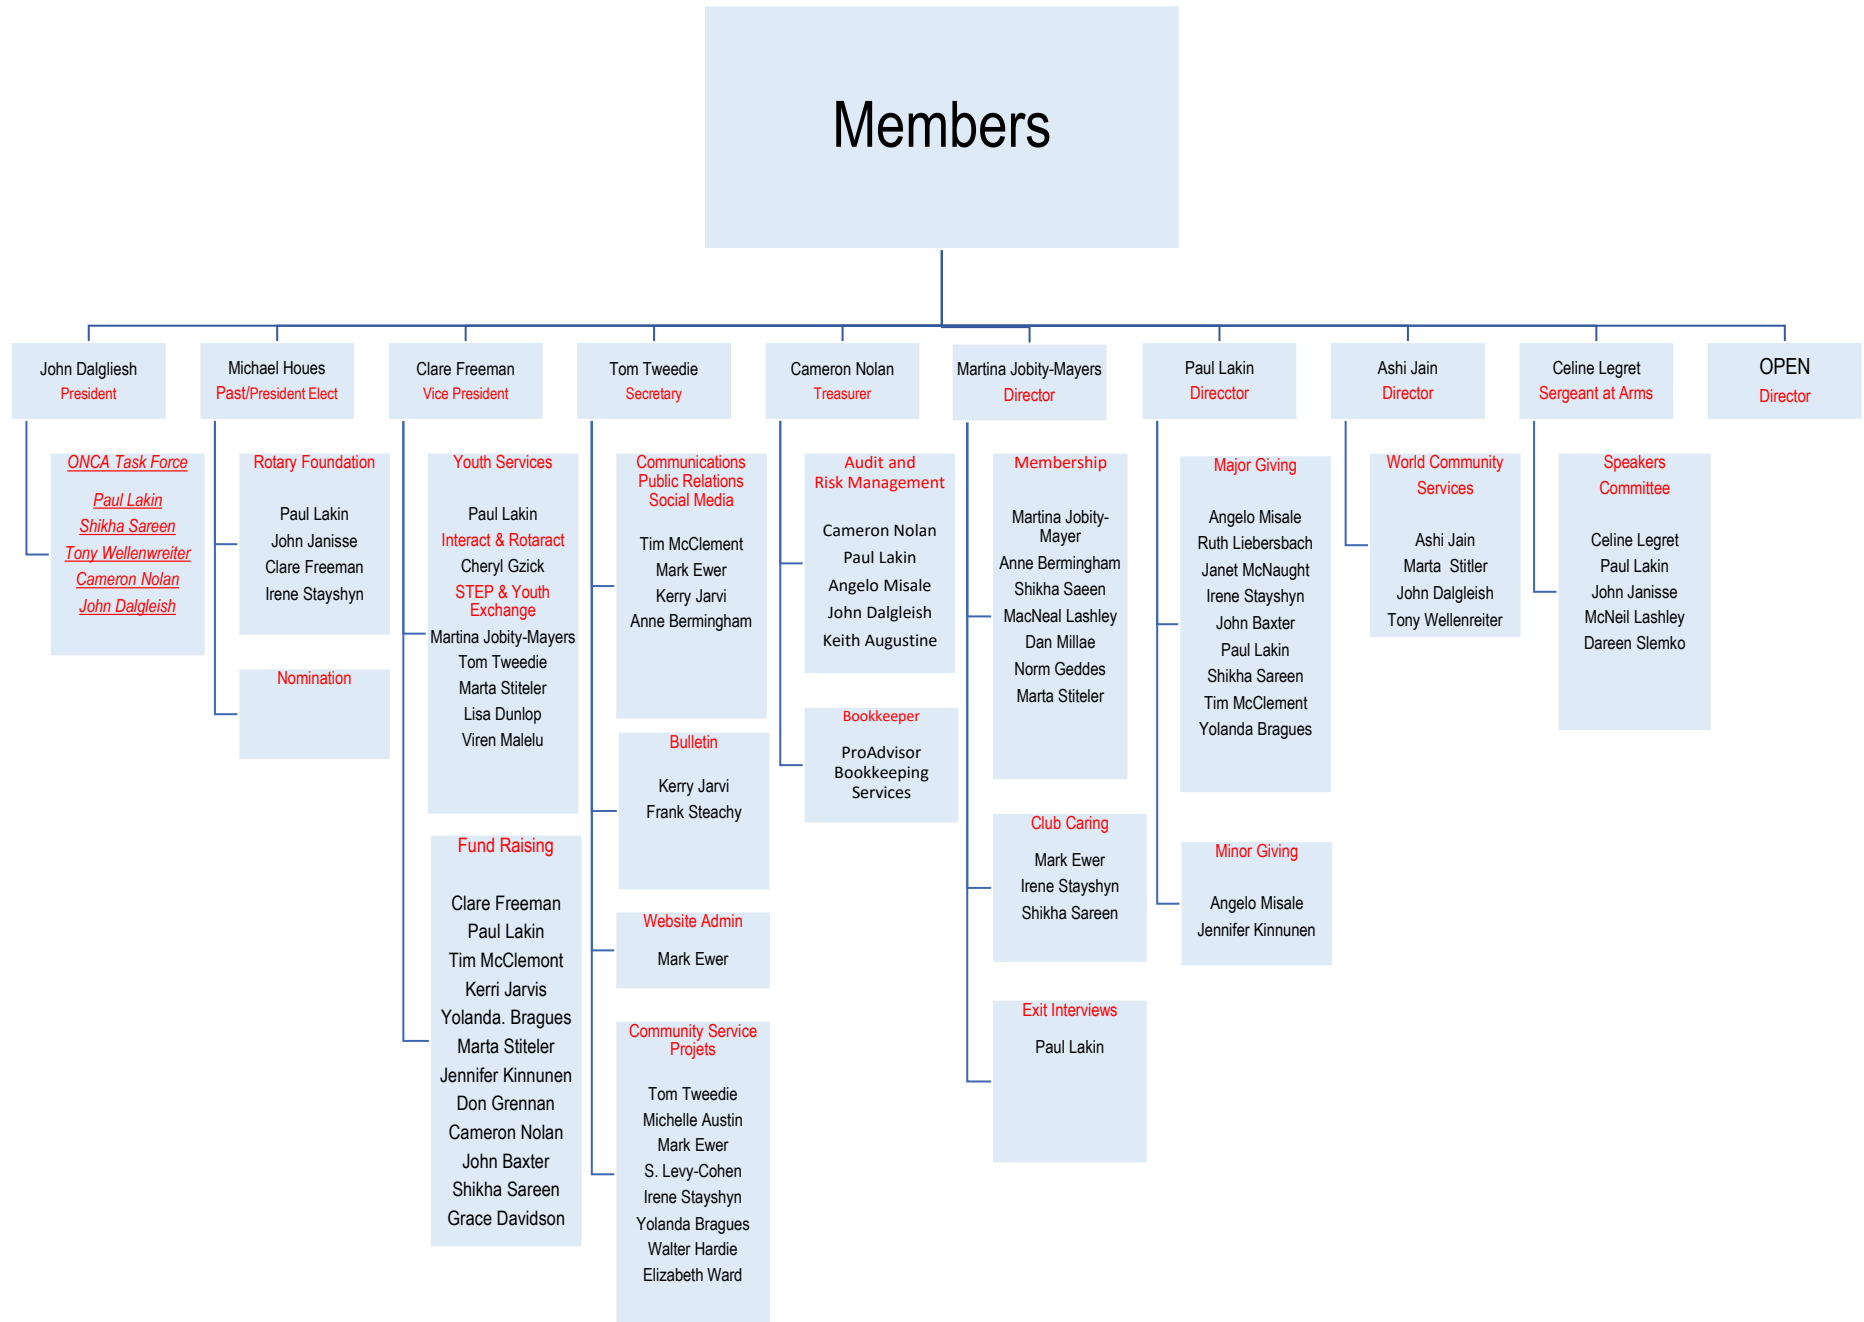 Members
John Dalgliesh
President
ONCA Task Force
Paul Lakin
Shikha Sareen
Tony Wellenwreiter
Cameron Nolan
John Dalgleish
Michael Houes
Past/President Elect
Rotary Foundation
Paul Lakin
John Janisse
Clare Freeman
Irene Stayshyn
Nomination
Clare Freeman
Vice President
Youth Services
Paul Lakin
Interact & Rotaract
Cheryl Gzick
STEP & Youth
Exchange
Martina Jobity-Mayers
Tom Tweedie
Marta Stiteler
Lisa Dunlop
Viren Malelu
Fund Raising
Clare Freeman
Paul Lakin
Tim McClemont
Kerri Jarvis
Yolanda. Bragues
Marta Stiteler
Jennifer Kinnunen
Don Grennan
Cameron Nolan
John Baxter
Shikha Sareen
Grace Davidson
Tom Tweedie
Secretary
Communications
Public Relations
Social Media
Tim McClement
Mark Ewer
Kerry Jarvi
Anne Bermingham
Bulletin
Kerry Jarvi
Frank Steachy
Website Admin
Mark Ewer
Community Service
Projets
Tom Tweedie
Michelle Austin
Mark Ewer
S. Levy-Cohen
Irene Stayshyn
Yolanda Bragues
Walter Hardie
Elizabeth Ward
Cameron Nolan
Treasurer
Audit and
Risk Management
Cameron Nolan
Paul Lakin
Angelo Misale
John Dalgleish
Keith Augustine
Bookkeeper
ProAdvisor
Bookkeeping
Services
Martina Jobity-Mayers
Director
Membership
Martina Jobity-
Mayer
Anne Bermingham
Shikha Saeen
MacNeal Lashley
Dan Millae
Norm Geddes
Marta Stiteler
Club Caring
Mark Ewer
Irene Stayshyn
Shikha Sareen
Exit Interviews
Paul Lakin
Paul Lakin
Direcctor
Major Giving
Angelo Misale
Ruth Liebersbach
Janet McNaught
Irene Stayshyn
John Baxter
Paul Lakin
Shikha Sareen
Tim McClement
Yolanda Bragues
Minor Giving
Angelo Misale
Jennifer Kinnunen
Ashi Jain
Director
World Community
Services
Ashi Jain
Marta Stitler
John Dalgleish
Tony Wellenreiter
Celine Legret
Sergeant at Arms
Speakers
Committee
Celine Legret
Paul Lakin
John Janisse
McNeil Lashley
Dareen Slemko
OPEN
Director